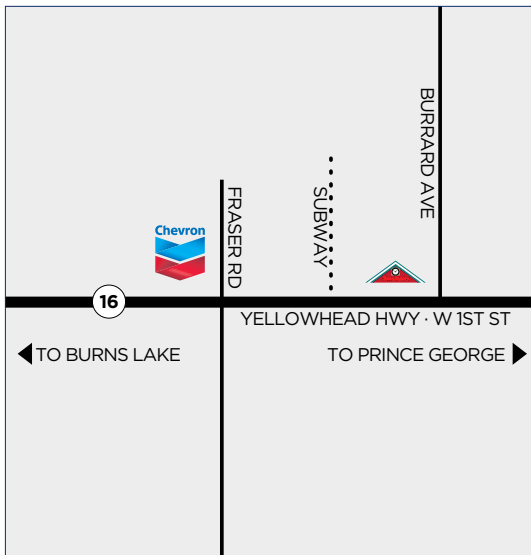 BURRARD AVE
FRASER RD
SUBWAY
Chevron
16
YELLOWHEAD HWY · W 1ST ST
TO BURNS LAKE
TO PRINCE GEORGE